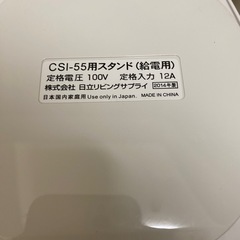 CSI-55用スタンド(給電用)
定格電圧 100V 定格入力 12A
株式会社 日立リビングサプライ 2014年製
日本国内家庭用 Use only in Japan. MADE IN CHINA